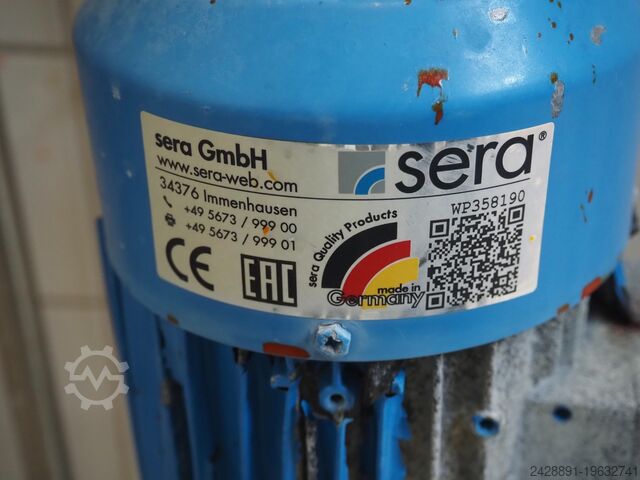 sera GmbH
www.sera-web.com
34376 Immenhausen
+49 5673 / 999 00
+49 5673 / 999 01
CE
EAC
sera®
WP358190
sera Quality Products
made in
Germany
2428891-19632741